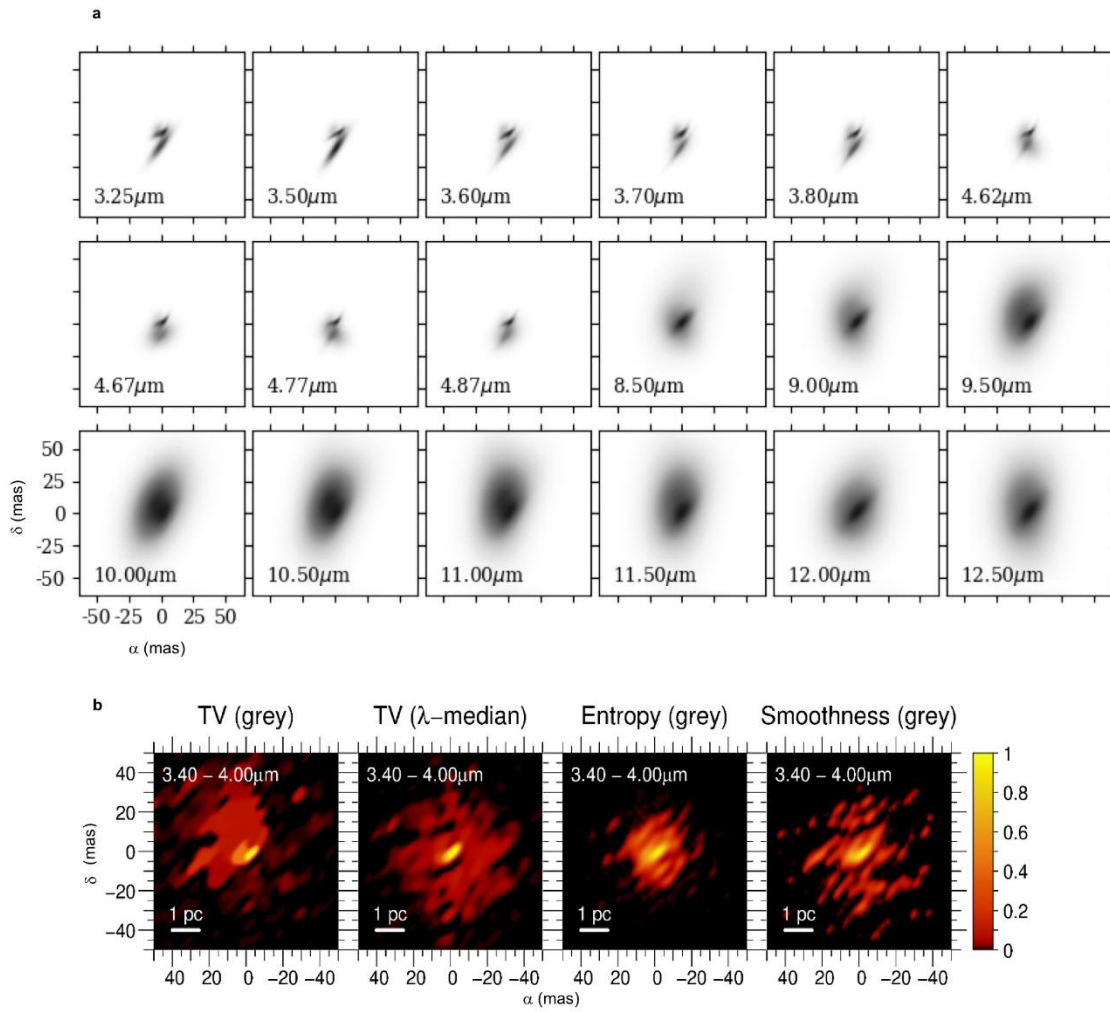 a
3.25μm 3.50μm 3.60μm 3.70μm 3.80μm 4.62μm
4.67μm 4.77μm 4.87μm 8.50μm 9.00μm 9.50μm
50
25
0
-25
-50
δ (mas)
10.00μm 10.50μm 11.00μm 11.50μm 12.00μm 12.50μm
-50 -25 0 25 50
α (mas)
b
TV (grey) TV (λ−median) Entropy (grey) Smoothness (grey)
3.40 − 4.00μm 3.40 − 4.00μm 3.40 − 4.00μm 3.40 − 4.00μm
40
20
0
−20
−40
δ (mas)
1 pc 1 pc 1 pc 1 pc
1
0.8
0.6
0.4
0.2
0
40 20 0 −20 −40 40 20 0 −20 −40 40 20 0 −20 −40 40 20 0 −20 −40
α (mas)